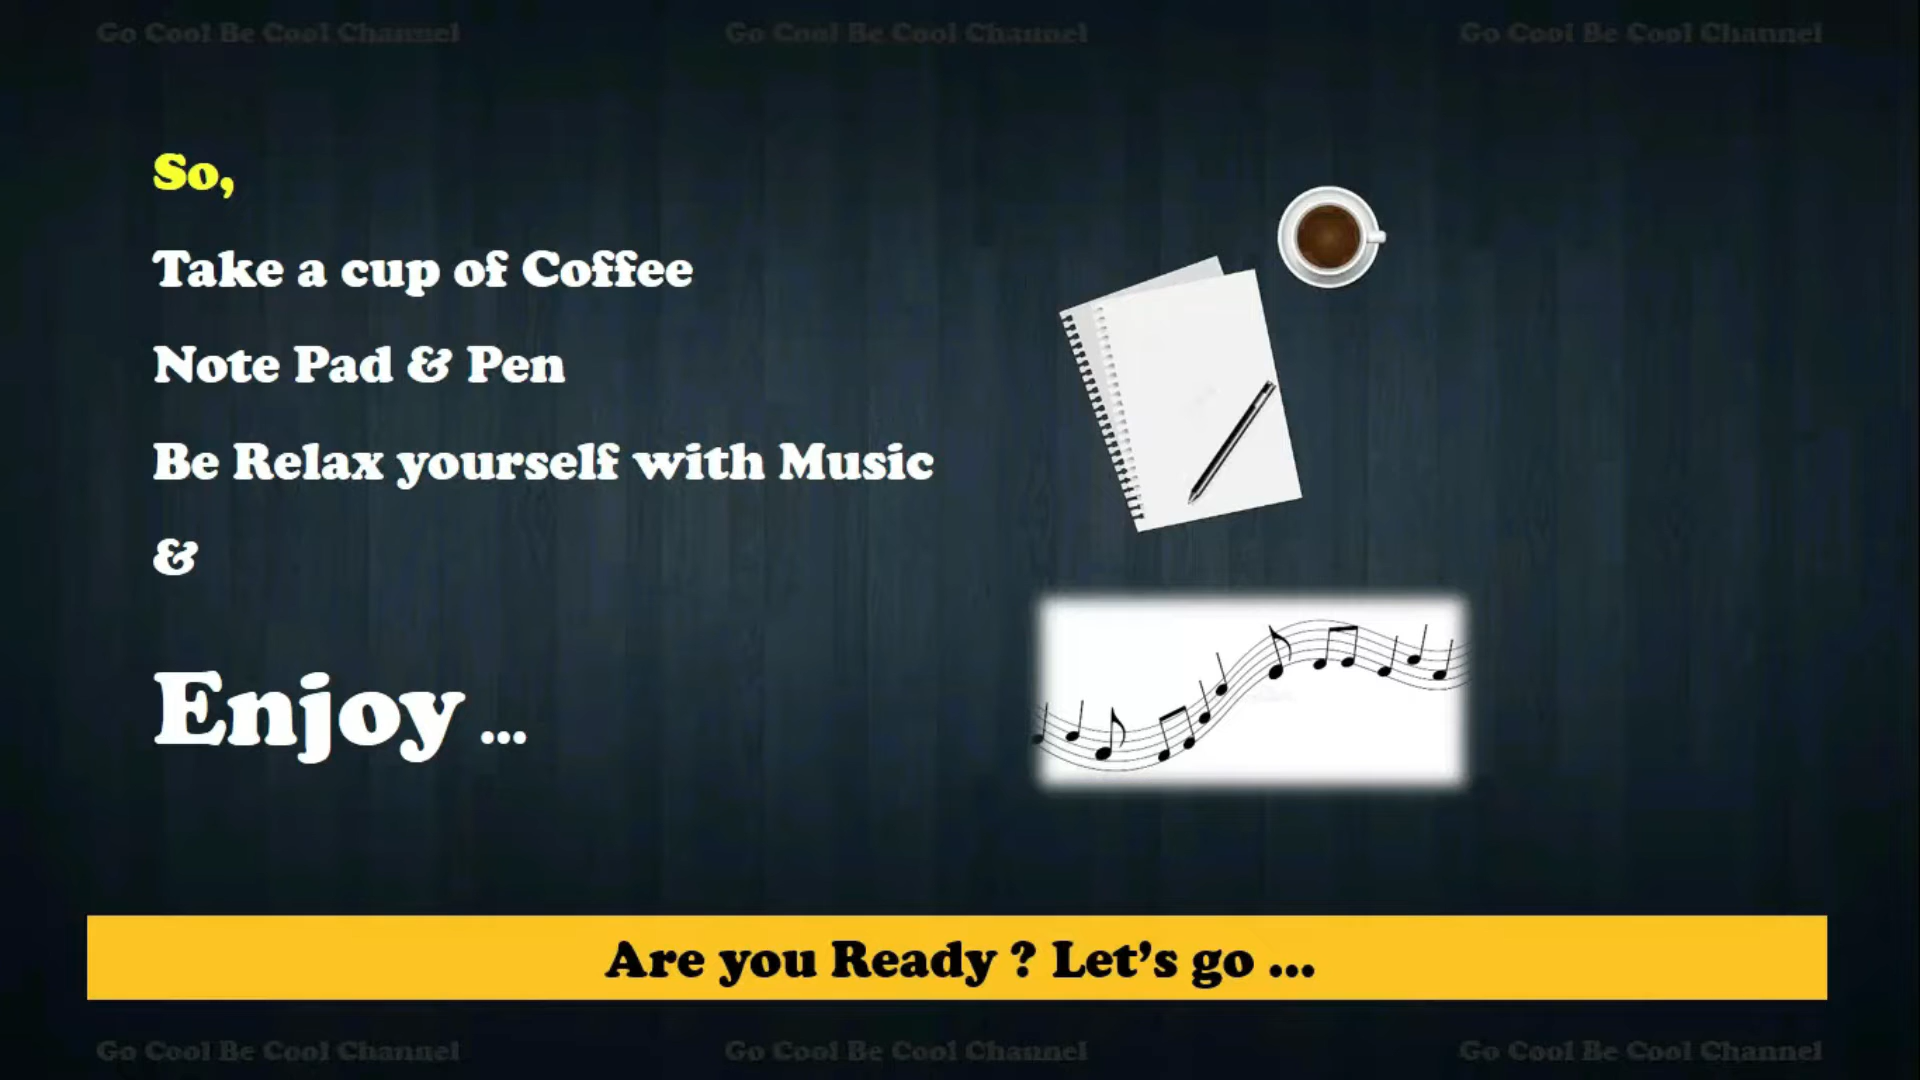 Go Cool Be Cool Channel Go Cool Be Cool Channel Go Cool Be Cool Channel
So,
Take a cup of Coffee
Note Pad & Pen
Be Relax yourself with Music
&
Enjoy ...
Are you Ready ? Let's go ...
Go Cool Be Cool Channel Go Cool Be Cool Channel Go Cool Be Cool Channel